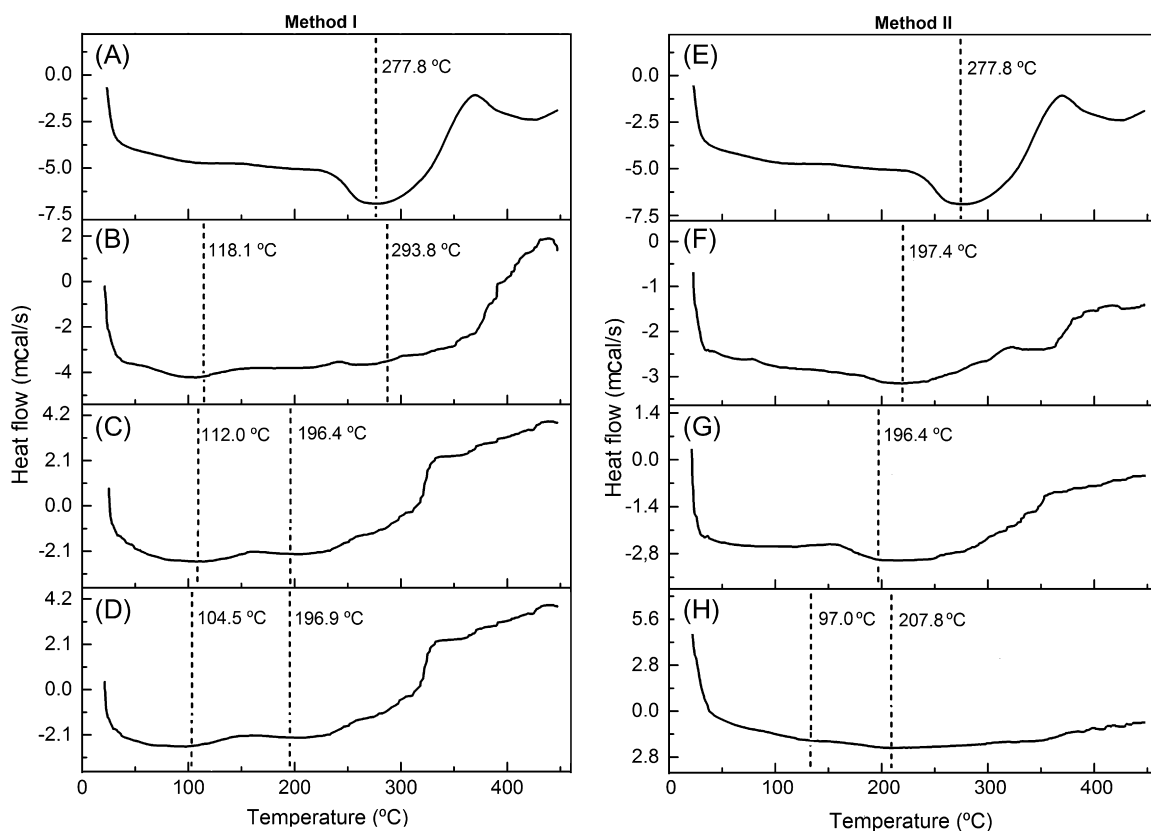 Method I
Method II
(A)
277.8 ºC
0.0
-2.5
-5.0
-7.5
(B)
118.1 ºC
293.8 ºC
2
0
-2
-4
(C)
112.0 ºC
196.4 ºC
4.2
2.1
0.0
-2.1
(D)
104.5 ºC
196.9 ºC
4.2
2.1
0.0
-2.1
Heat flow (mcal/s)
0
100
200
300
400
Temperature (ºC)
(E)
277.8 ºC
0.0
-2.5
-5.0
-7.5
(F)
197.4 ºC
0
-1
-2
-3
(G)
196.4 ºC
1.4
0.0
-1.4
-2,8
(H)
97.0 ºC
207.8 ºC
5.6
2.8
0.0
2.8
Heat flow (mcal/s)
0
100
200
300
400
Temperature (ºC)